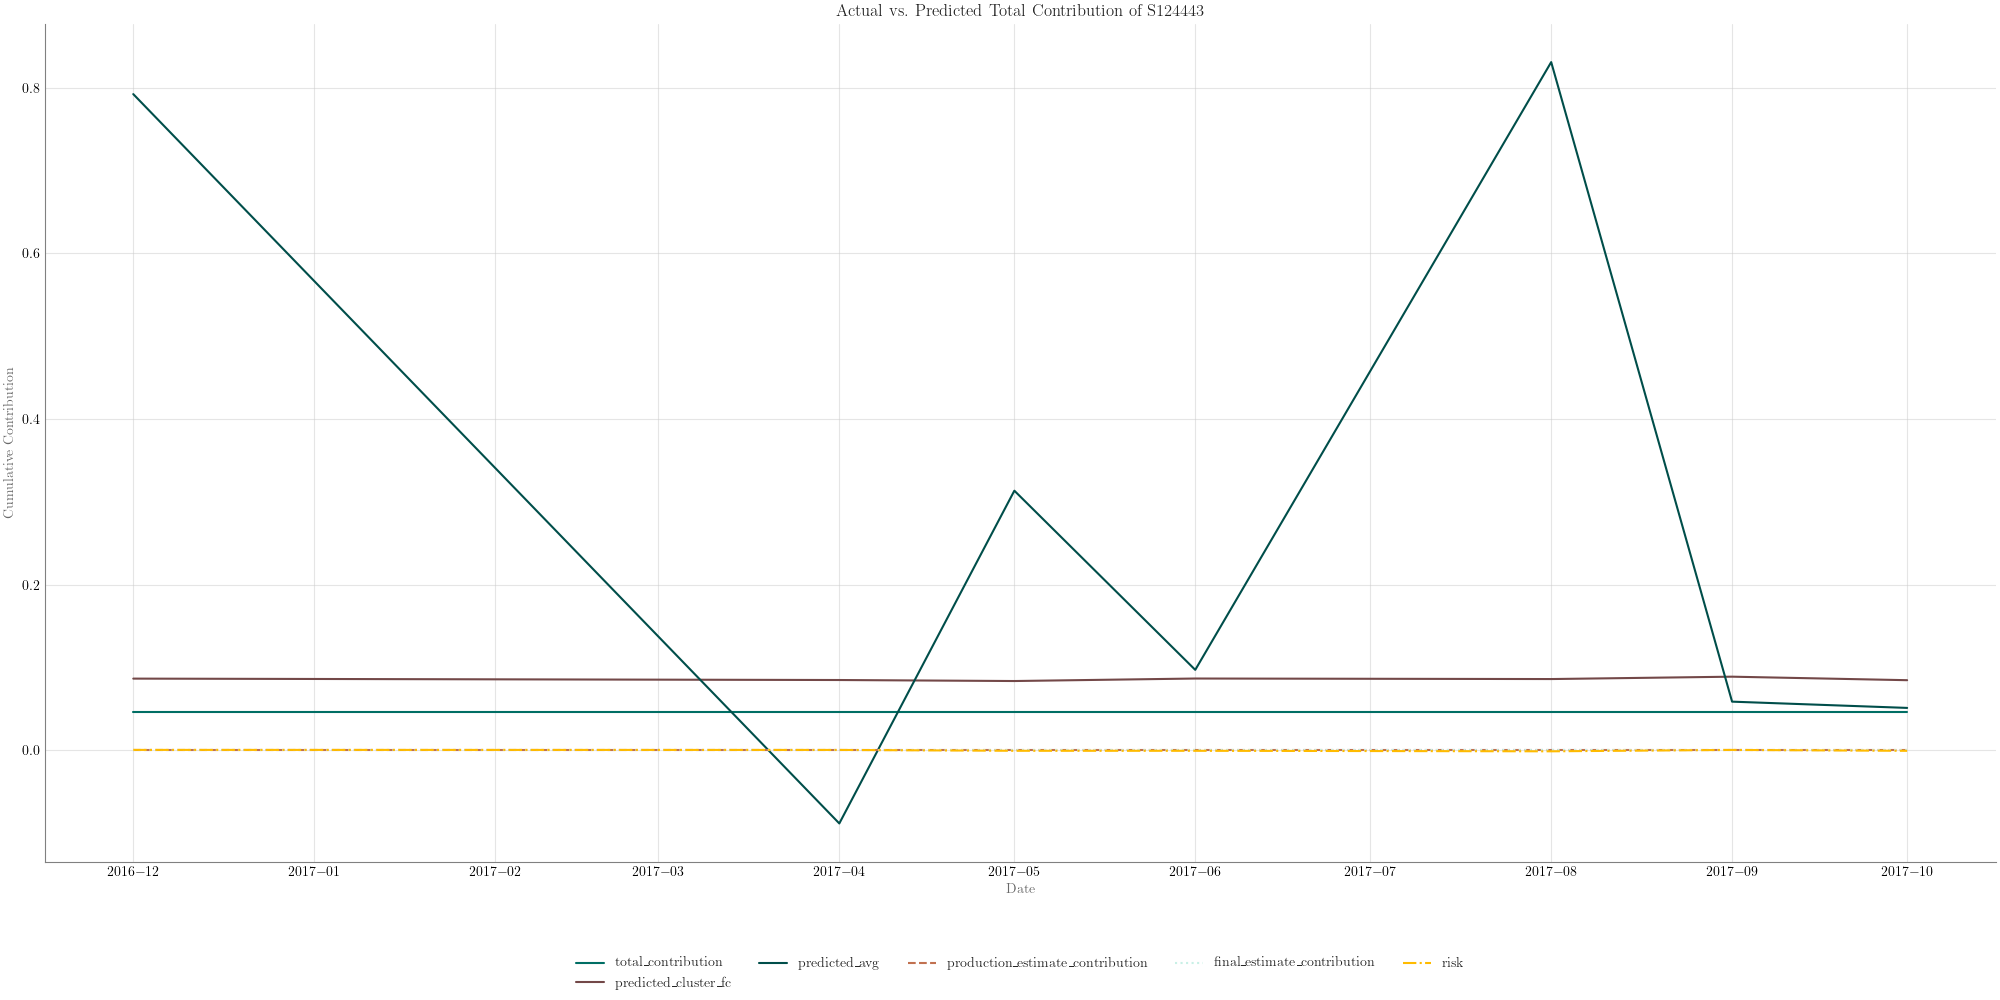 Actual vs. Predicted Total Contribution of S124443
0.8
0.6
0.4
0.2
0.0
Cumulative Contribution
2016−12 2017−01 2017−02 2017−03 2017−04 2017−05 2017−06 2017−07 2017−08 2017−09 2017−10
Date
total_contribution predicted_avg production_estimate_contribution final_estimate_contribution risk
predicted_cluster_fc